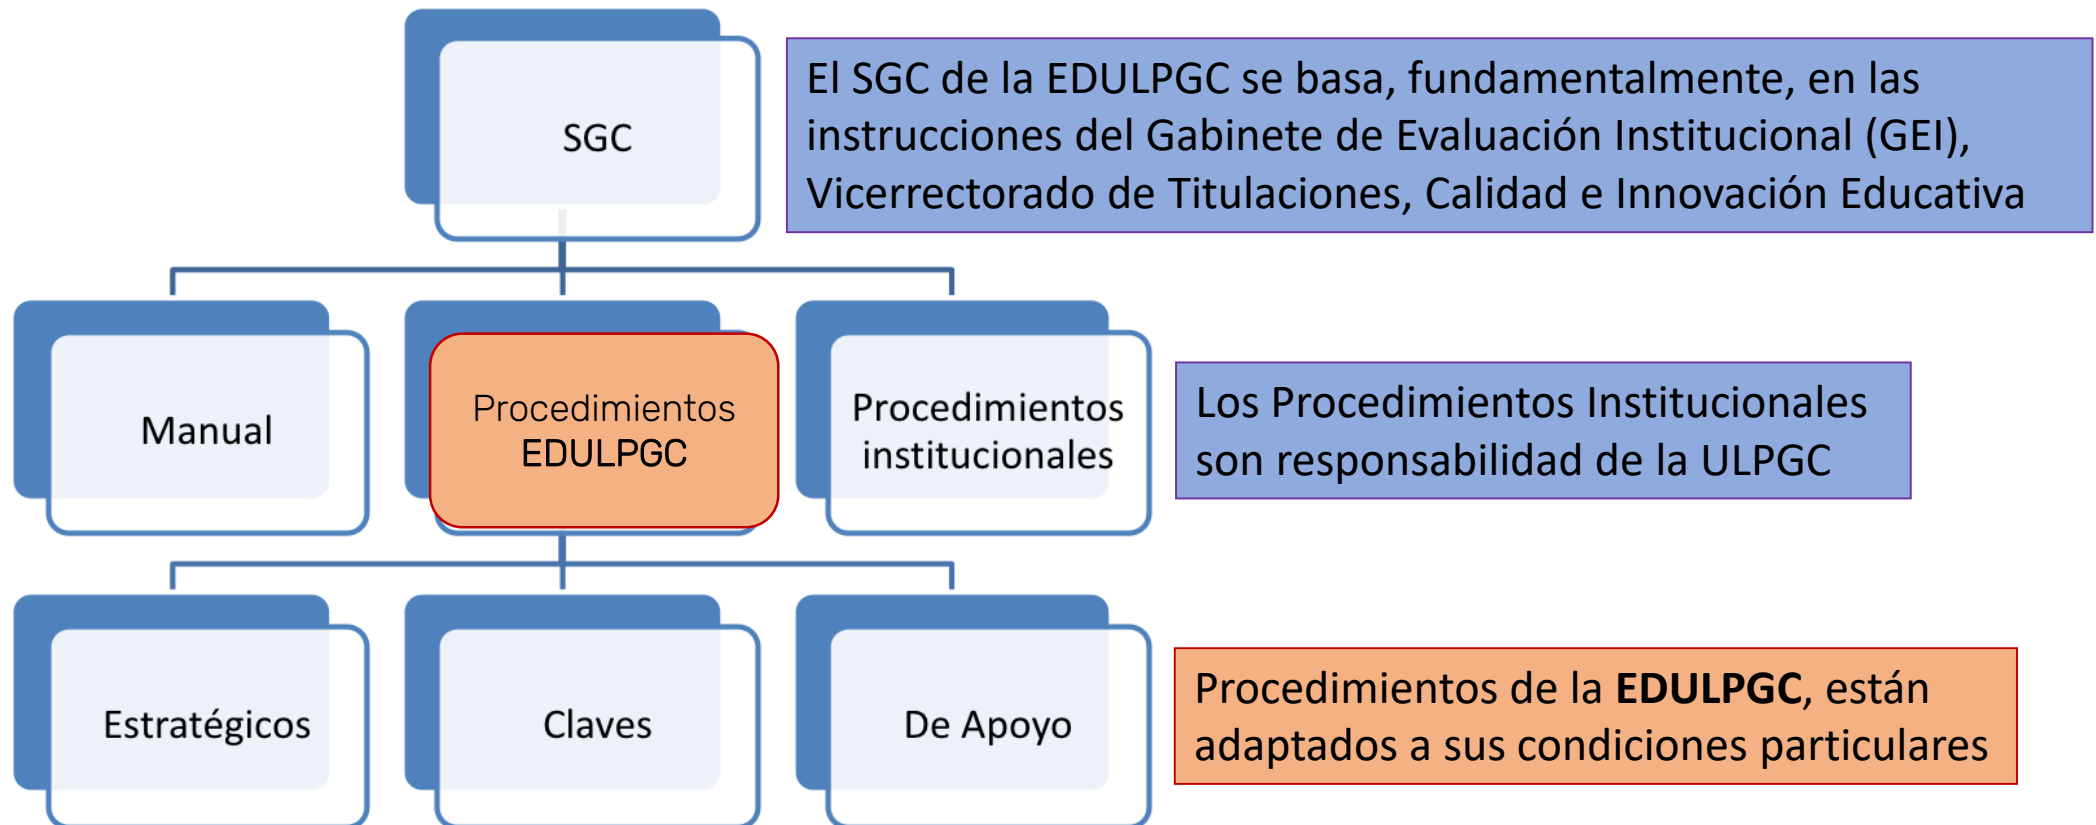 SGC
El SGC de la EDULPGC se basa, fundamentalmente, en las
instrucciones del Gabinete de Evaluación Institucional (GEI),
Vicerrectorado de Titulaciones, Calidad e Innovación Educativa
Manual
Procedimientos
EDULPGC
Procedimientos
institucionales
Los Procedimientos Institucionales
son responsabilidad de la ULPGC
Estratégicos
Claves
De Apoyo
Procedimientos de la EDULPGC, están
adaptados a sus condiciones particulares